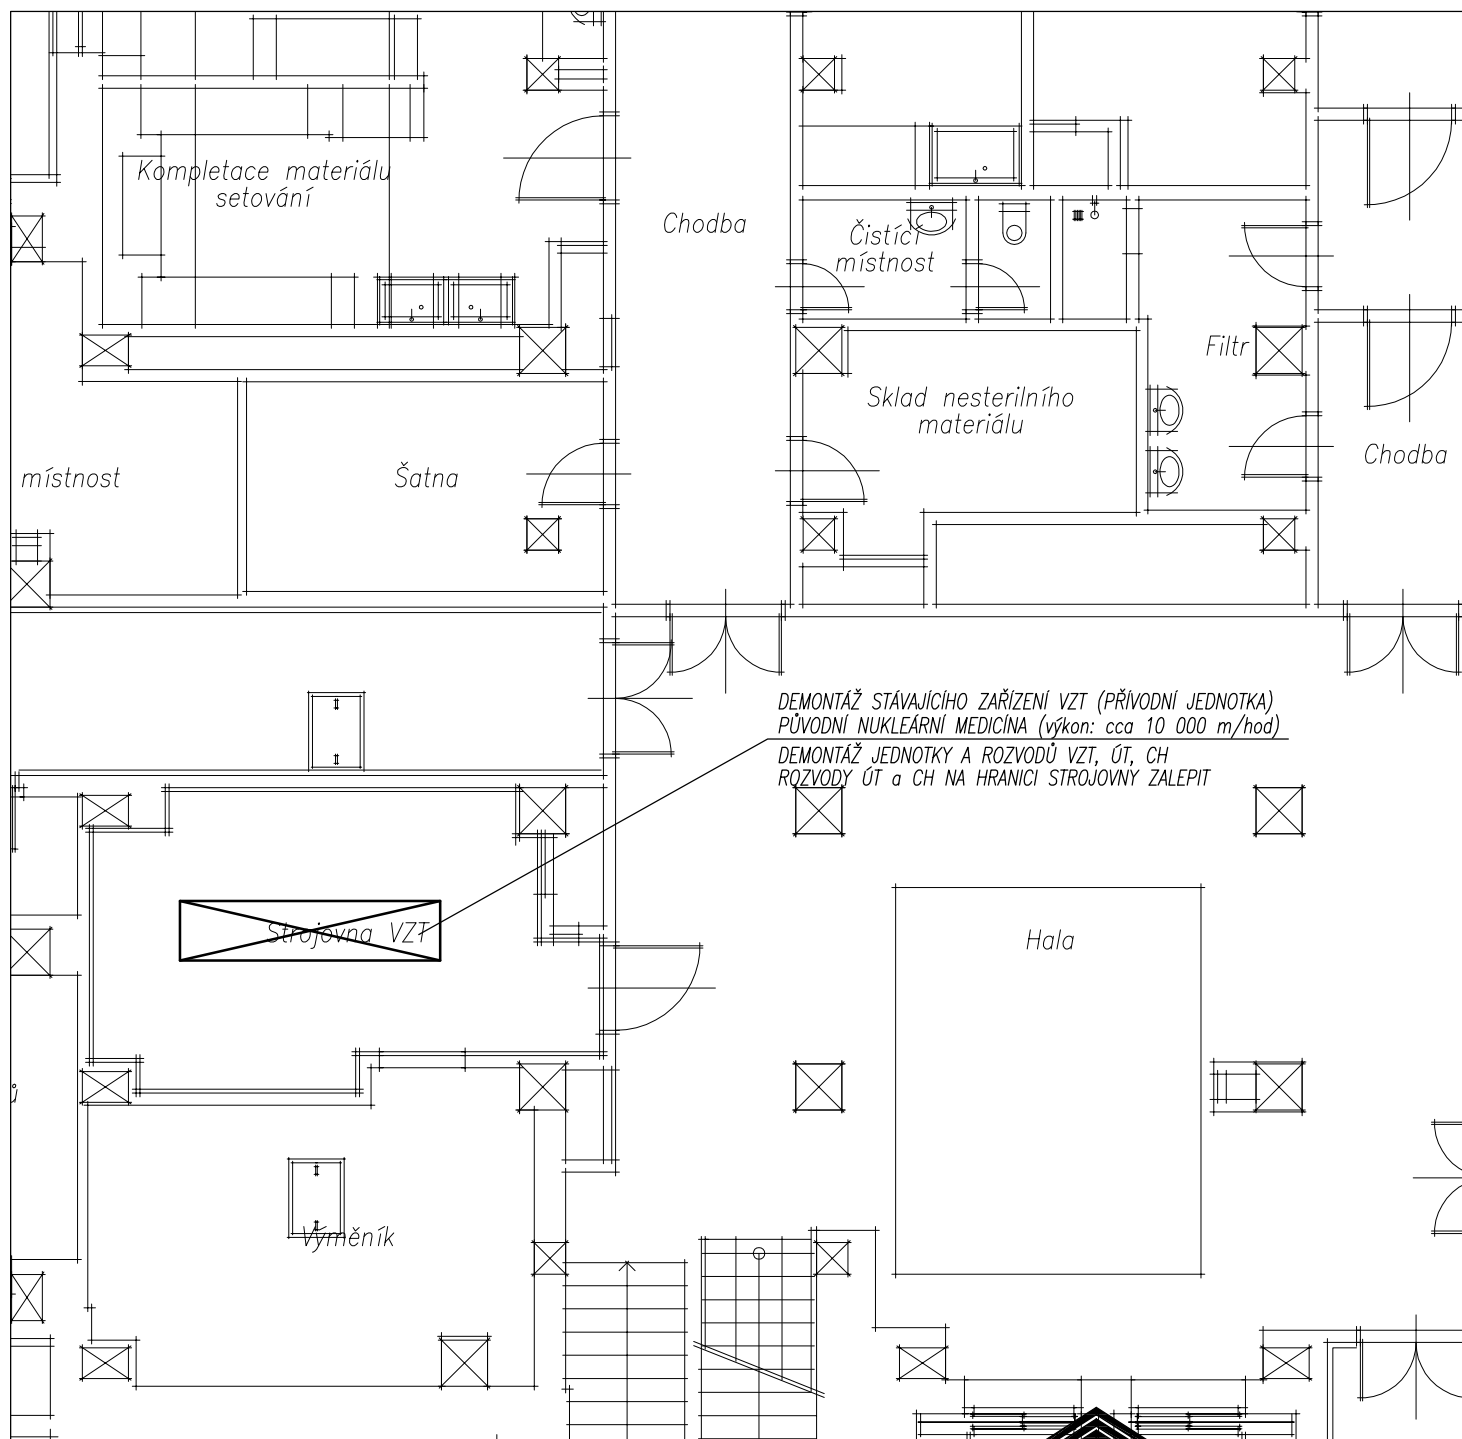 Kompletace materiálu
setování
Chodba
Čistící
místnost
Filtr
Sklad nesterilního
materiálu
Chodba
místnost
Šatna
DEMONTÁŽ STÁVAJÍCÍHO ZAŘÍZENÍ VZT (PŘÍVODNÍ JEDNOTKA)
PŮVODNÍ NUKLEÁRNÍ MEDICÍNA (výkon: cca 10 000 m/hod)
DEMONTÁŽ JEDNOTKY A ROZVODŮ VZT, ÚT, CH
ROZVODY ÚT a CH NA HRANICI STROJOVNY ZALEPIT
Strojovna VZT
Hala
ů
Výměník